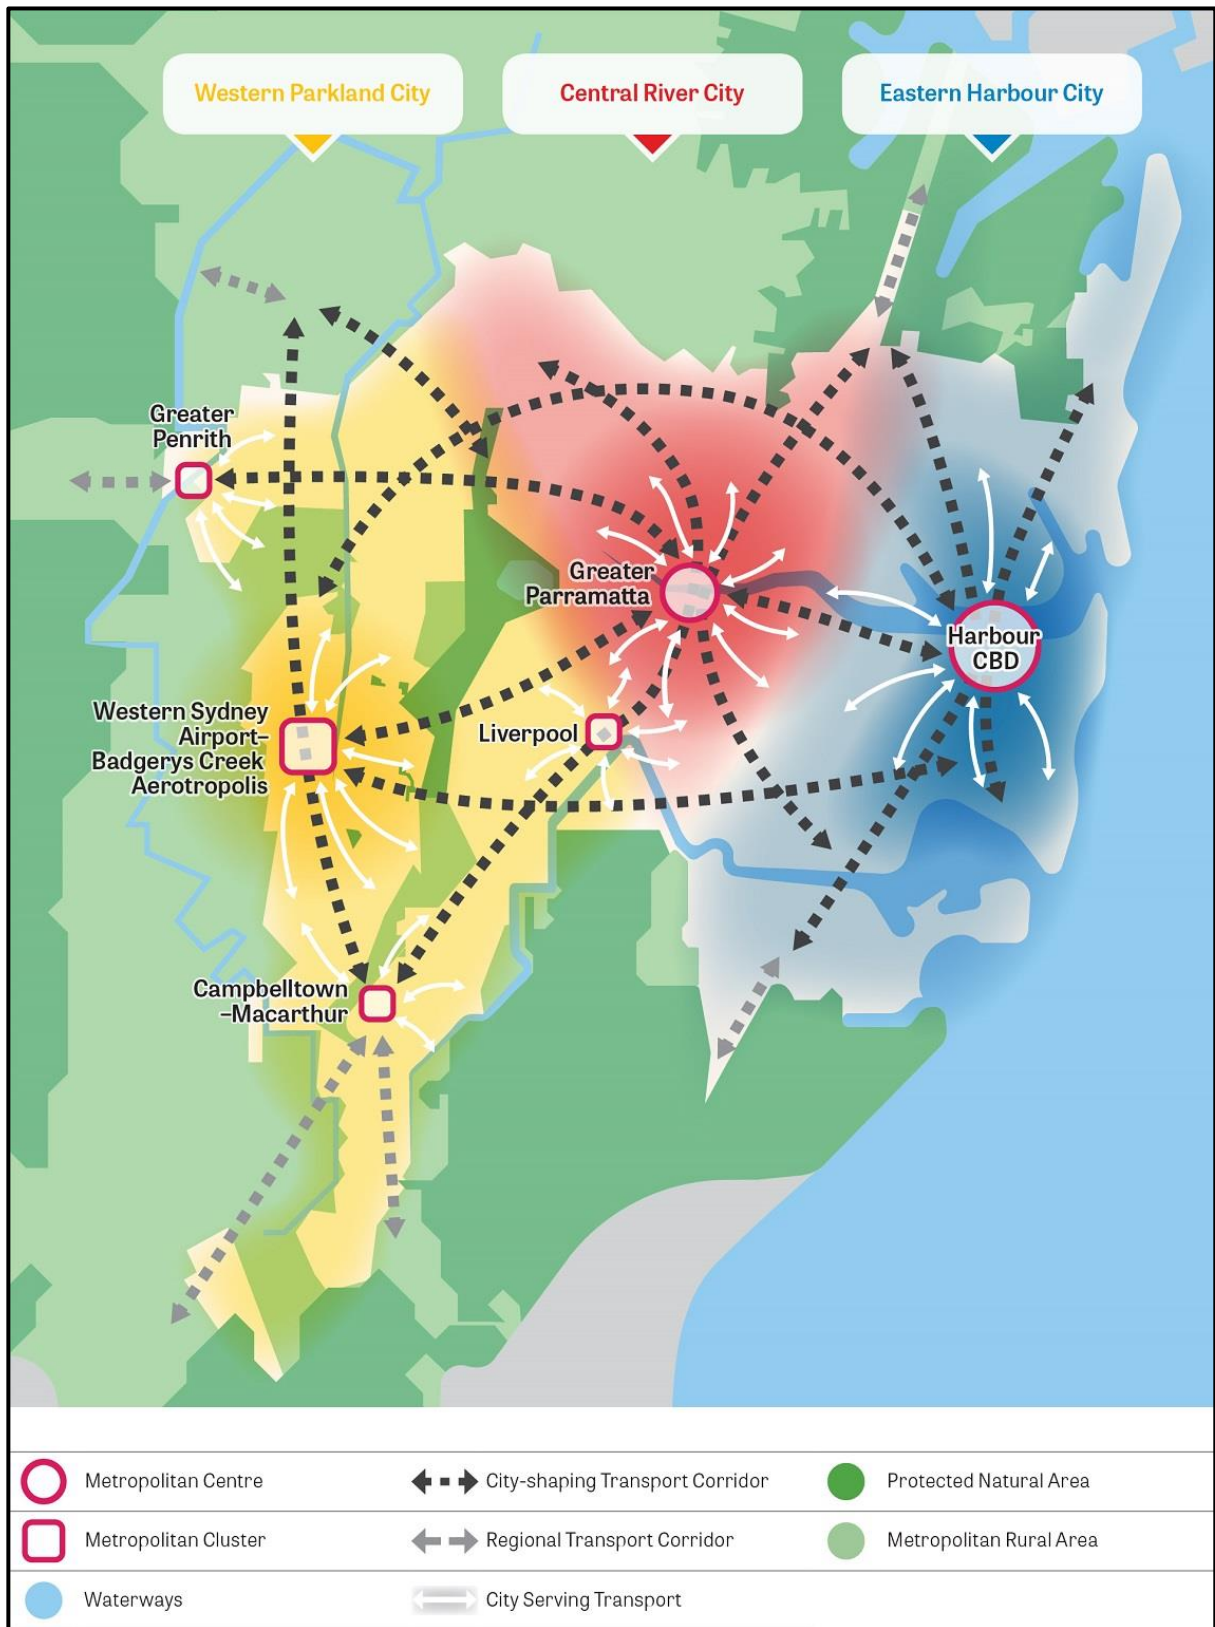 Western Parkland City
Central River City
Eastern Harbour City
Greater
Penrith
Greater
Parramatta
Harbour
CBD
Western Sydney
Airport–
Badgerys Creek
Aerotropolis
Liverpool
Campbelltown
–Macarthur
Metropolitan Centre
City-shaping Transport Corridor
Protected Natural Area
Metropolitan Cluster
Regional Transport Corridor
Metropolitan Rural Area
Waterways
City Serving Transport